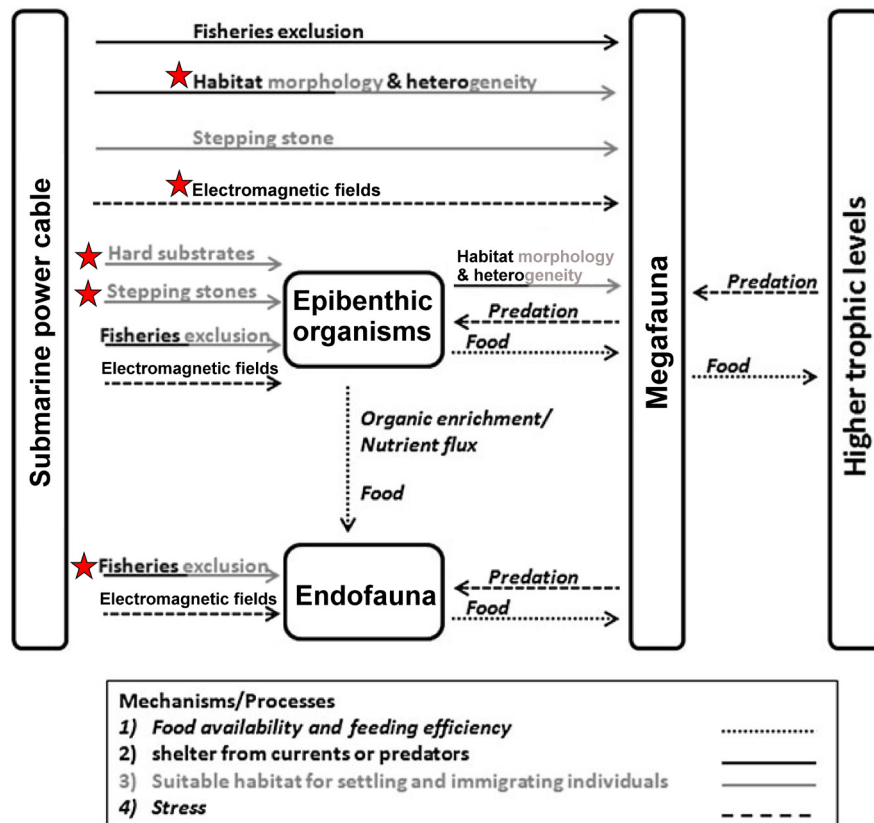 Submarine power cable
Fisheries exclusion
Habitat morphology & heterogeneity
Stepping stone
Electromagnetic fields
Hard substrates
Stepping stones
Fisheries exclusion
Electromagnetic fields
Epibenthic
organisms
Habitat morphology
& heterogeneity
Predation
Food
Megafauna
Predation
Food
Higher trophic levels
Organic enrichment/
Nutrient flux
Food
Fisheries exclusion
Electromagnetic fields
Endofauna
Predation
Food
Mechanisms/Processes
1) Food availability and feeding efficiency
2) shelter from currents or predators
3) Suitable habitat for settling and immigrating individuals
4) Stress